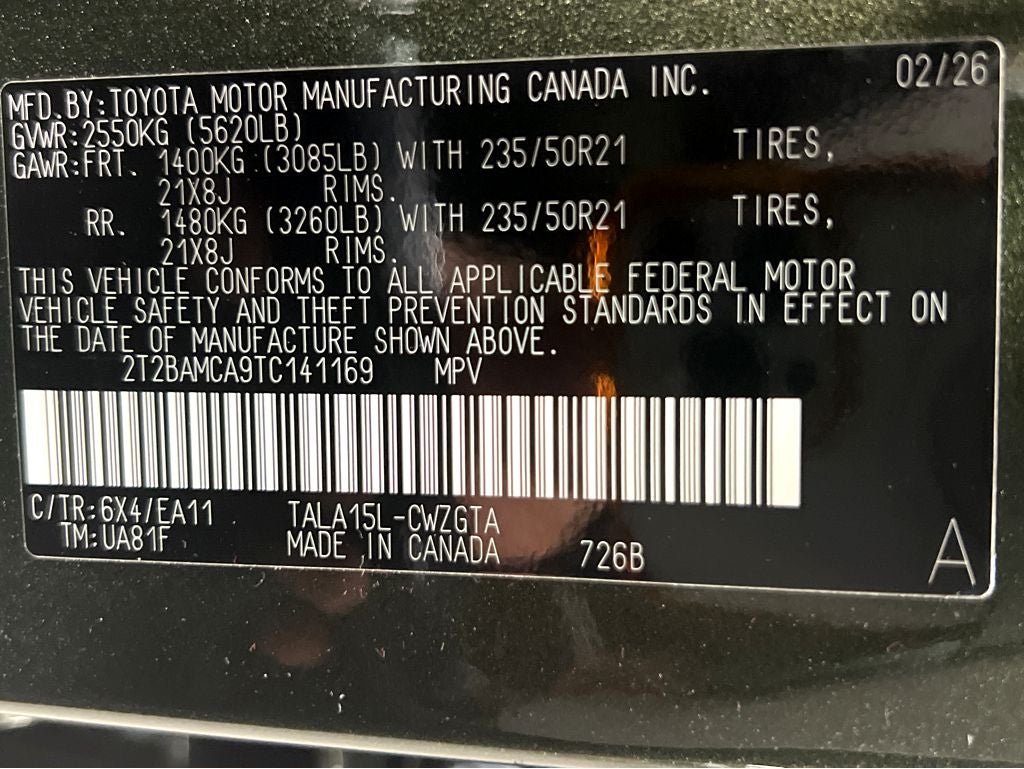 MFD.BY:TOYOTA MOTOR MANUFACTURING CANADA INC. 02/26
GVWR:2550KG (5620LB)
GAWR:FRT. 1400KG (3085LB) WITH 235/50R21 TIRES,
21X8J RIMS.
RR. 1480KG (3260LB) WITH 235/50R21 TIRES,
21X8J RIMS.
THIS VEHICLE CONFORMS TO ALL APPLICABLE FEDERAL MOTOR
VEHICLE SAFETY AND THEFT PREVENTION STANDARDS IN EFFECT ON
THE DATE OF MANUFACTURE SHOWN ABOVE.
2T2BAMCA9TC141169 MPV
C/TR:6X4/EA11 TALA15L-CWZGTA
TM:UA81F MADE IN CANADA 726B
A